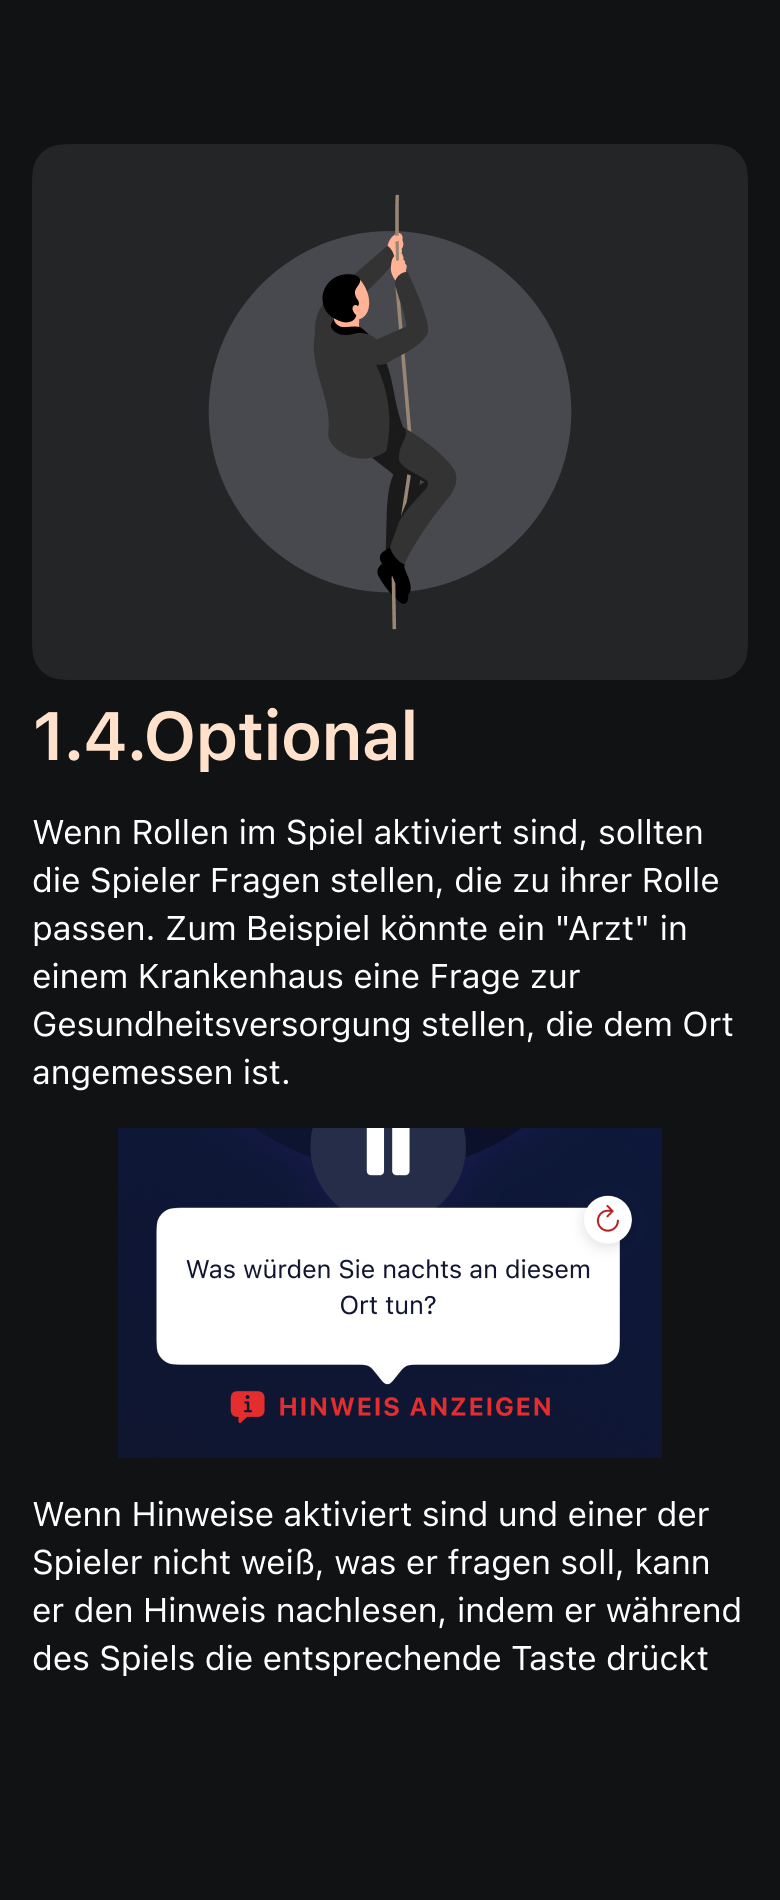 1.4.Optional
Wenn Rollen im Spiel aktiviert sind, sollten
die Spieler Fragen stellen, die zu ihrer Rolle
passen. Zum Beispiel könnte ein "Arzt" in
einem Krankenhaus eine Frage zur
Gesundheitsversorgung stellen, die dem Ort
angemessen ist.
Was würden Sie nachts an diesem
Ort tun?
HINWEIS ANZEIGEN
Wenn Hinweise aktiviert sind und einer der
Spieler nicht weiß, was er fragen soll, kann
er den Hinweis nachlesen, indem er während
des Spiels die entsprechende Taste drückt